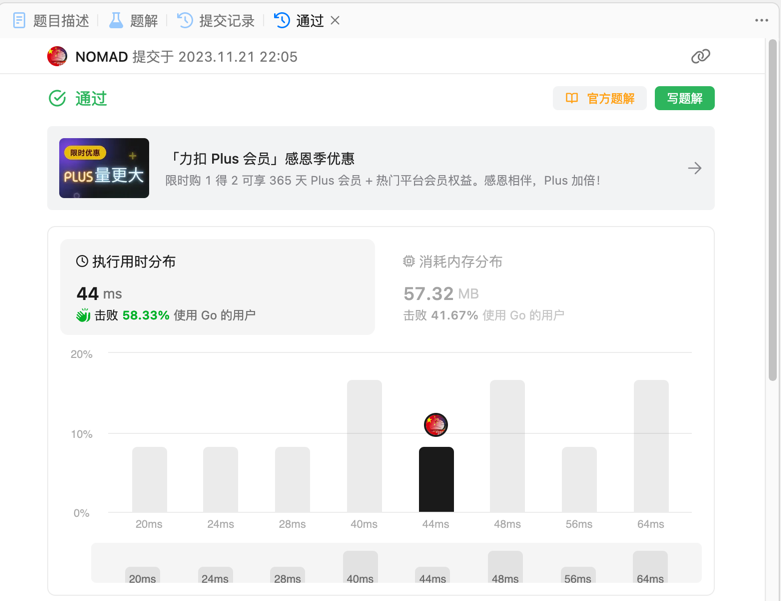 题目描述 题解 提交记录 通过
NOMAD 提交于 2023.11.21 22:05
通过 官方题解 写题解
限时优惠
PLUS量更大
「力扣 Plus 会员」感恩季优惠
限时购 1 得 2 可享 365 天 Plus 会员 + 热门平台会员权益。感恩相伴，Plus 加倍！
执行用时分布
44 ms
击败 58.33% 使用 Go 的用户
消耗内存分布
57.32 MB
击败 41.67% 使用 Go 的用户
20%
10%
0%
20ms 24ms 28ms 40ms 44ms 48ms 56ms 64ms
20ms 24ms 28ms 40ms 44ms 48ms 56ms 64ms